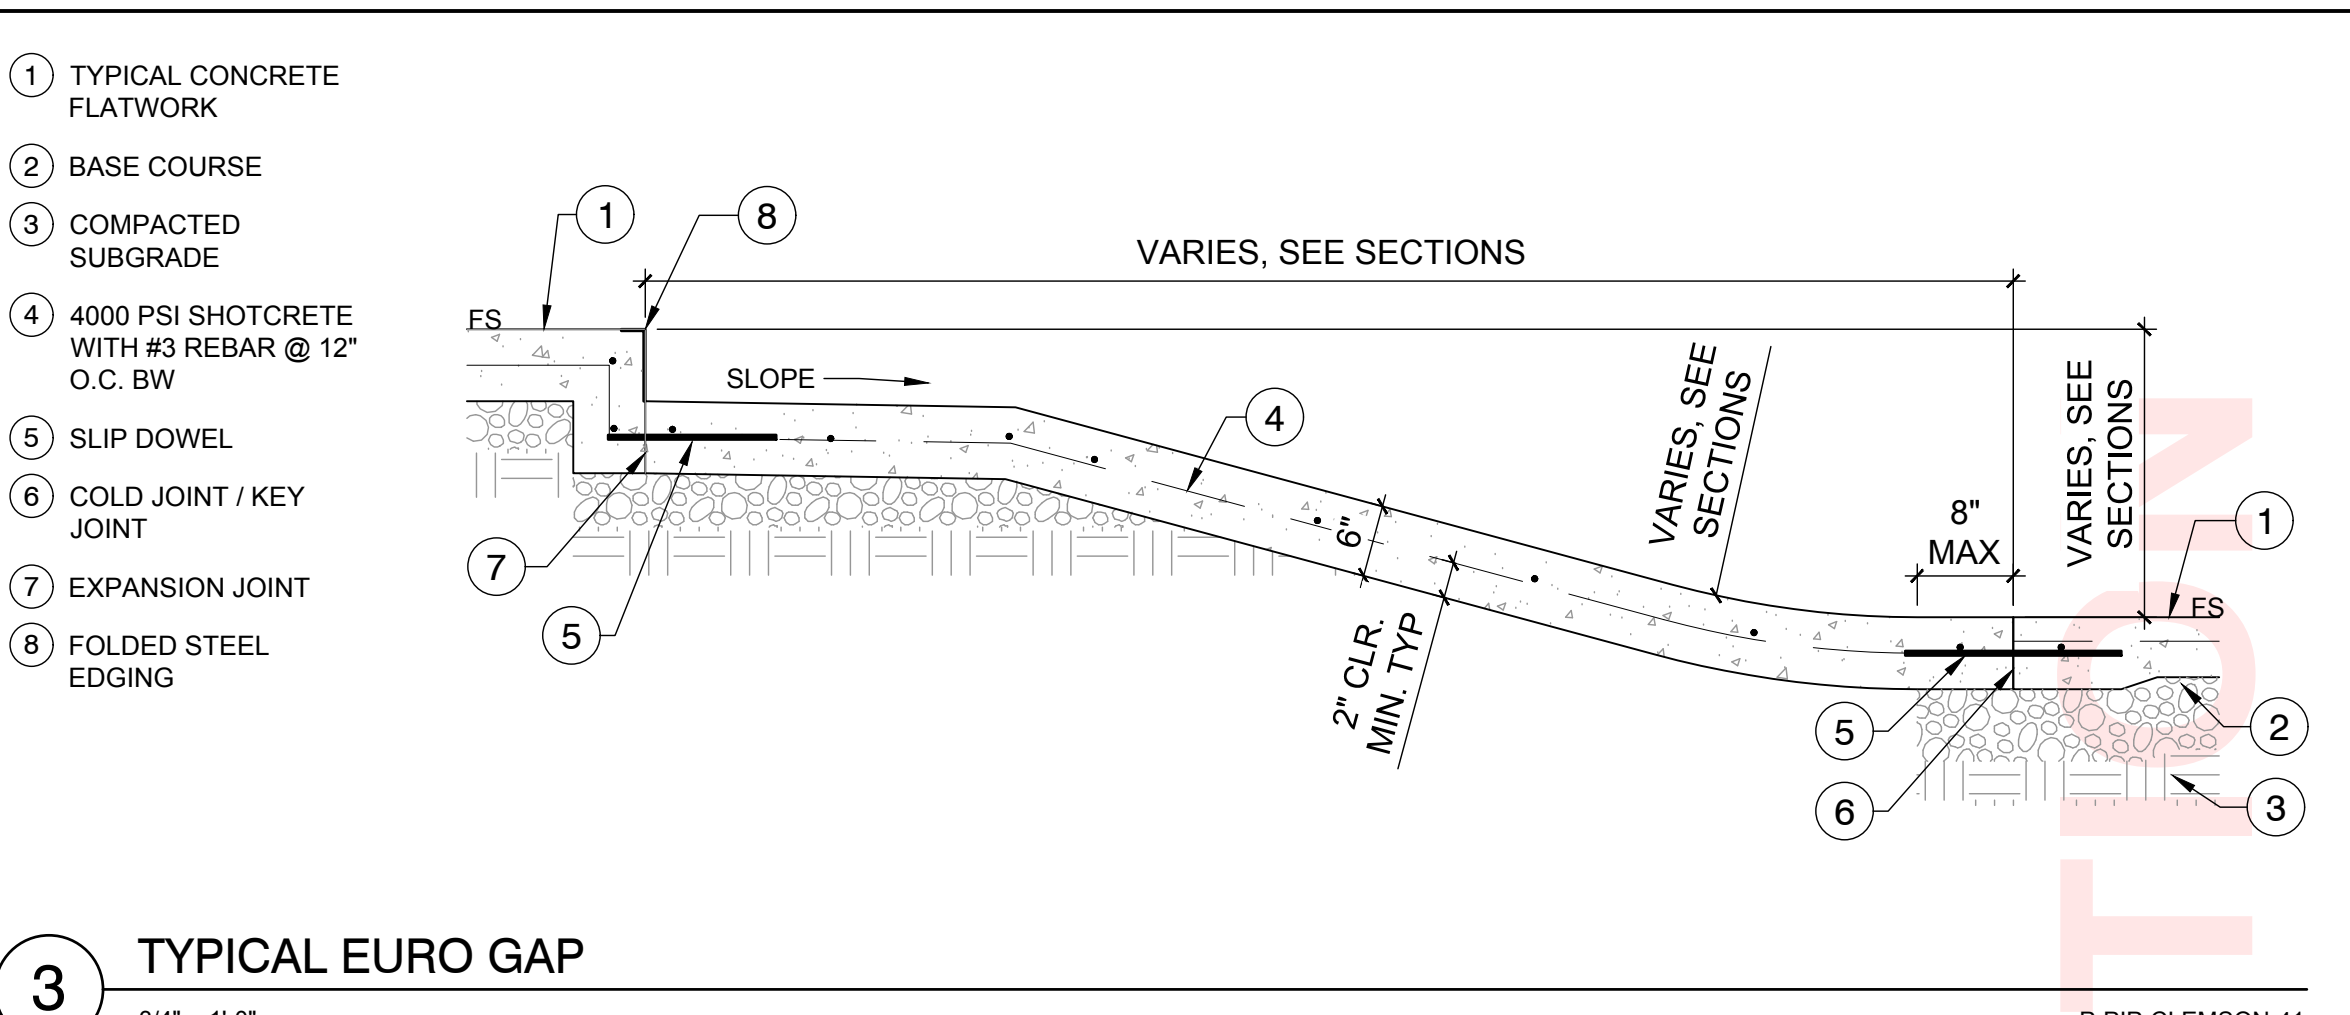 1 TYPICAL CONCRETE
FLATWORK
2 BASE COURSE
3 COMPACTED
SUBGRADE
4 4000 PSI SHOTCRETE
WITH #3 REBAR @ 12"
O.C. BW
5 SLIP DOWEL
6 COLD JOINT / KEY
JOINT
7 EXPANSION JOINT
8 FOLDED STEEL
EDGING
1
8
VARIES, SEE SECTIONS
FS
SLOPE
4
6"
2" CLR.
MIN. TYP
VARIES, SEE
SECTIONS
8"
MAX
VARIES, SEE
SECTIONS
1
FS
7
5
5
6
2
3
TION
3
TYPICAL EURO GAP